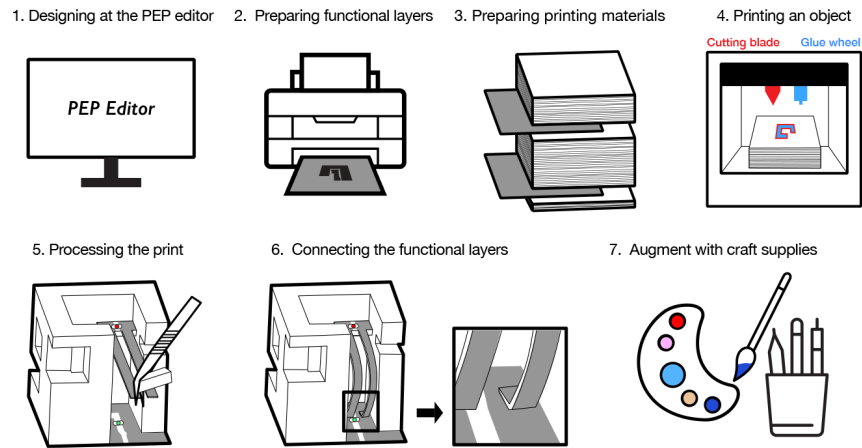 1. Designing at the PEP editor
2. Preparing functional layers
3. Preparing printing materials
4. Printing an object
Cutting blade
Glue wheel
PEP Editor
5. Processing the print
6. Connecting the functional layers
7. Augment with craft supplies